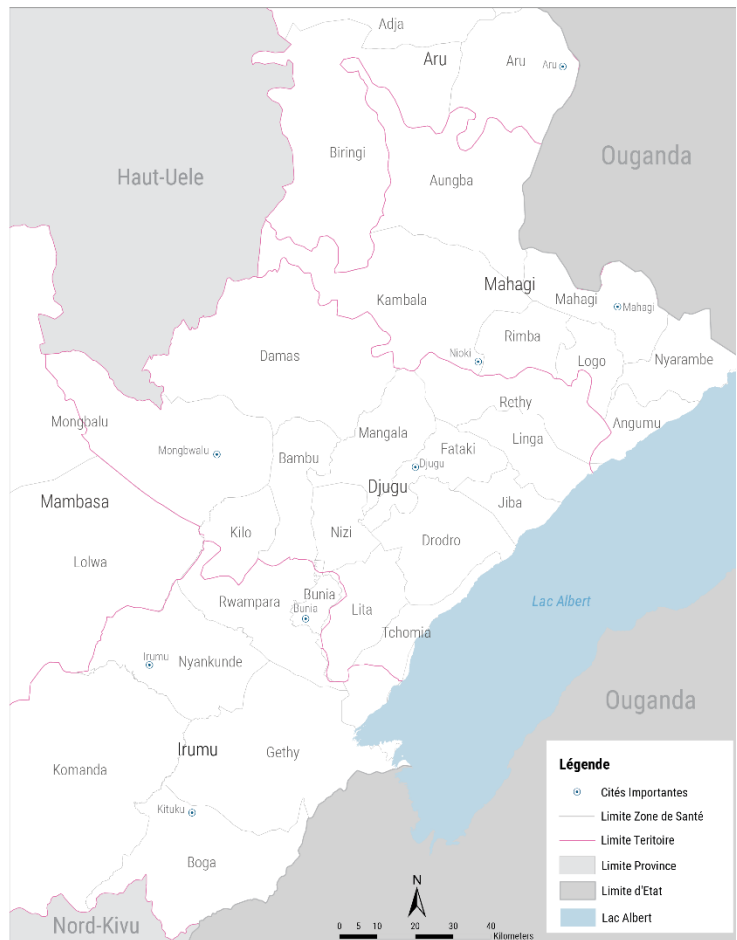 Adja
Aru
Aru
Aru
Ouganda
Biringi
Haut-Uele
Aungba
Mahagi
Kambala
Mahagi
Mahagi
Rimba
Nioki
Logo
Nyarambe
Damas
Rethy
Angumu
Mongbalu
Mangala
Linga
Mongbwalu
Bambu
Fataki
Djugu
Djugu
Jiba
Mambasa
Kilo
Nizi
Drodro
Lolwa
Rwampara
Bunia
Bunia
Lita
Lac Albert
Tchomia
Irumu
Nyankunde
Ouganda
Irumu
Gethy
Komanda
Kituku
Boga
Nord-Kivu
Légende
Cités Importantes
Limite Zone de Santé
Limite Teritoire
Limite Province
Limite d'Etat
Lac Albert
N
0 5 10 20 30 40
Kilometers